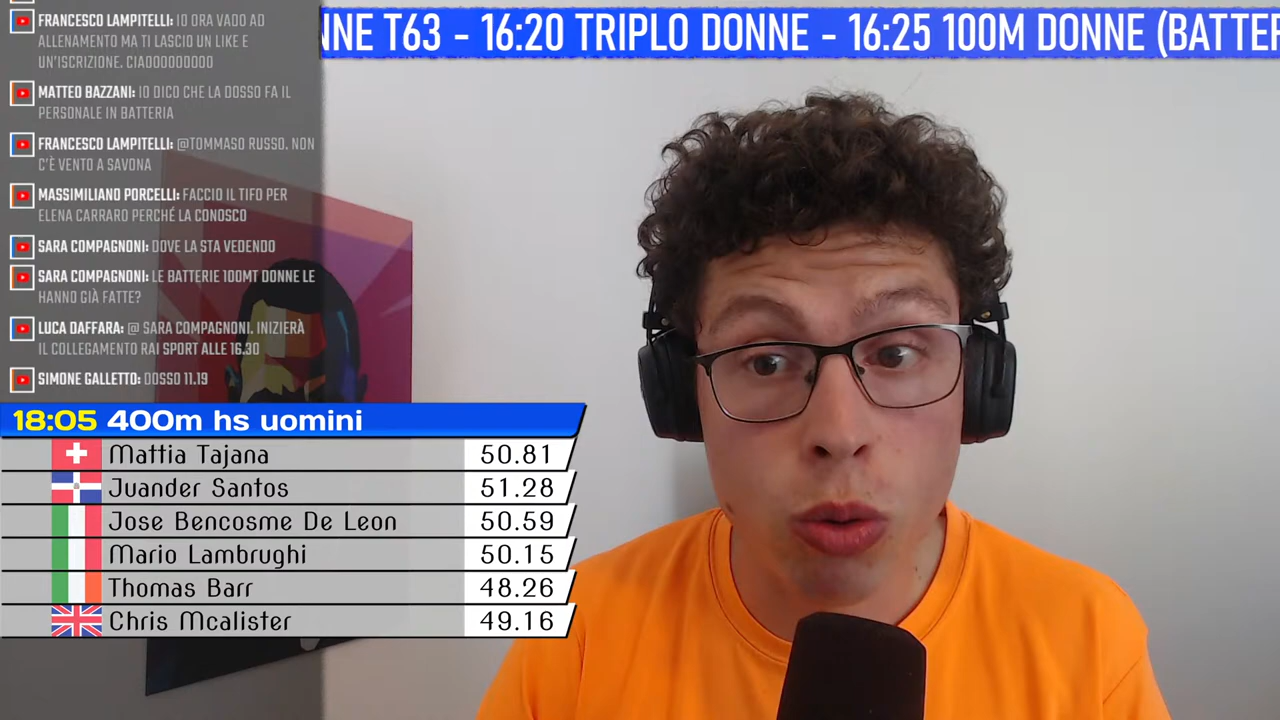 FRANCESCO LAMPITELLI: IO ORA VADO AD
ALLENAMENTO MA TI LASCIO UN LIKE E
UN'ISCRIZIONE. CIAOOOOOOOOO
MATTEO BAZZANI: IO DICO CHE LA DOSSO FA IL
PERSONALE IN BATTERIA
FRANCESCO LAMPITELLI: @TOMMASO RUSSO. NON
C'È VENTO A SAVONA
MASSIMILIANO PORCELLI: FACCIO IL TIFO PER
ELENA CARRARO PERCHÉ LA CONOSCO
SARA COMPAGNONI: DOVE LA STA VEDENDO
SARA COMPAGNONI: LE BATTERIE 100MT DONNE LE
HANNO GIÀ FATTE?
LUCA DAFFARA: @ SARA COMPAGNONI. INIZIERÀ
IL COLLEGAMENTO RAI SPORT ALLE 16.30
SIMONE GALLETTO: DOSSO 11.19
NNE T63 - 16:20 TRIPLO DONNE - 16:25 100M DONNE (BATTER
18:05 400m hs uomini
Mattia Tajana 50.81
Juander Santos 51.28
Jose Bencosme De Leon 50.59
Mario Lambrughi 50.15
Thomas Barr 48.26
Chris Mcalister 49.16